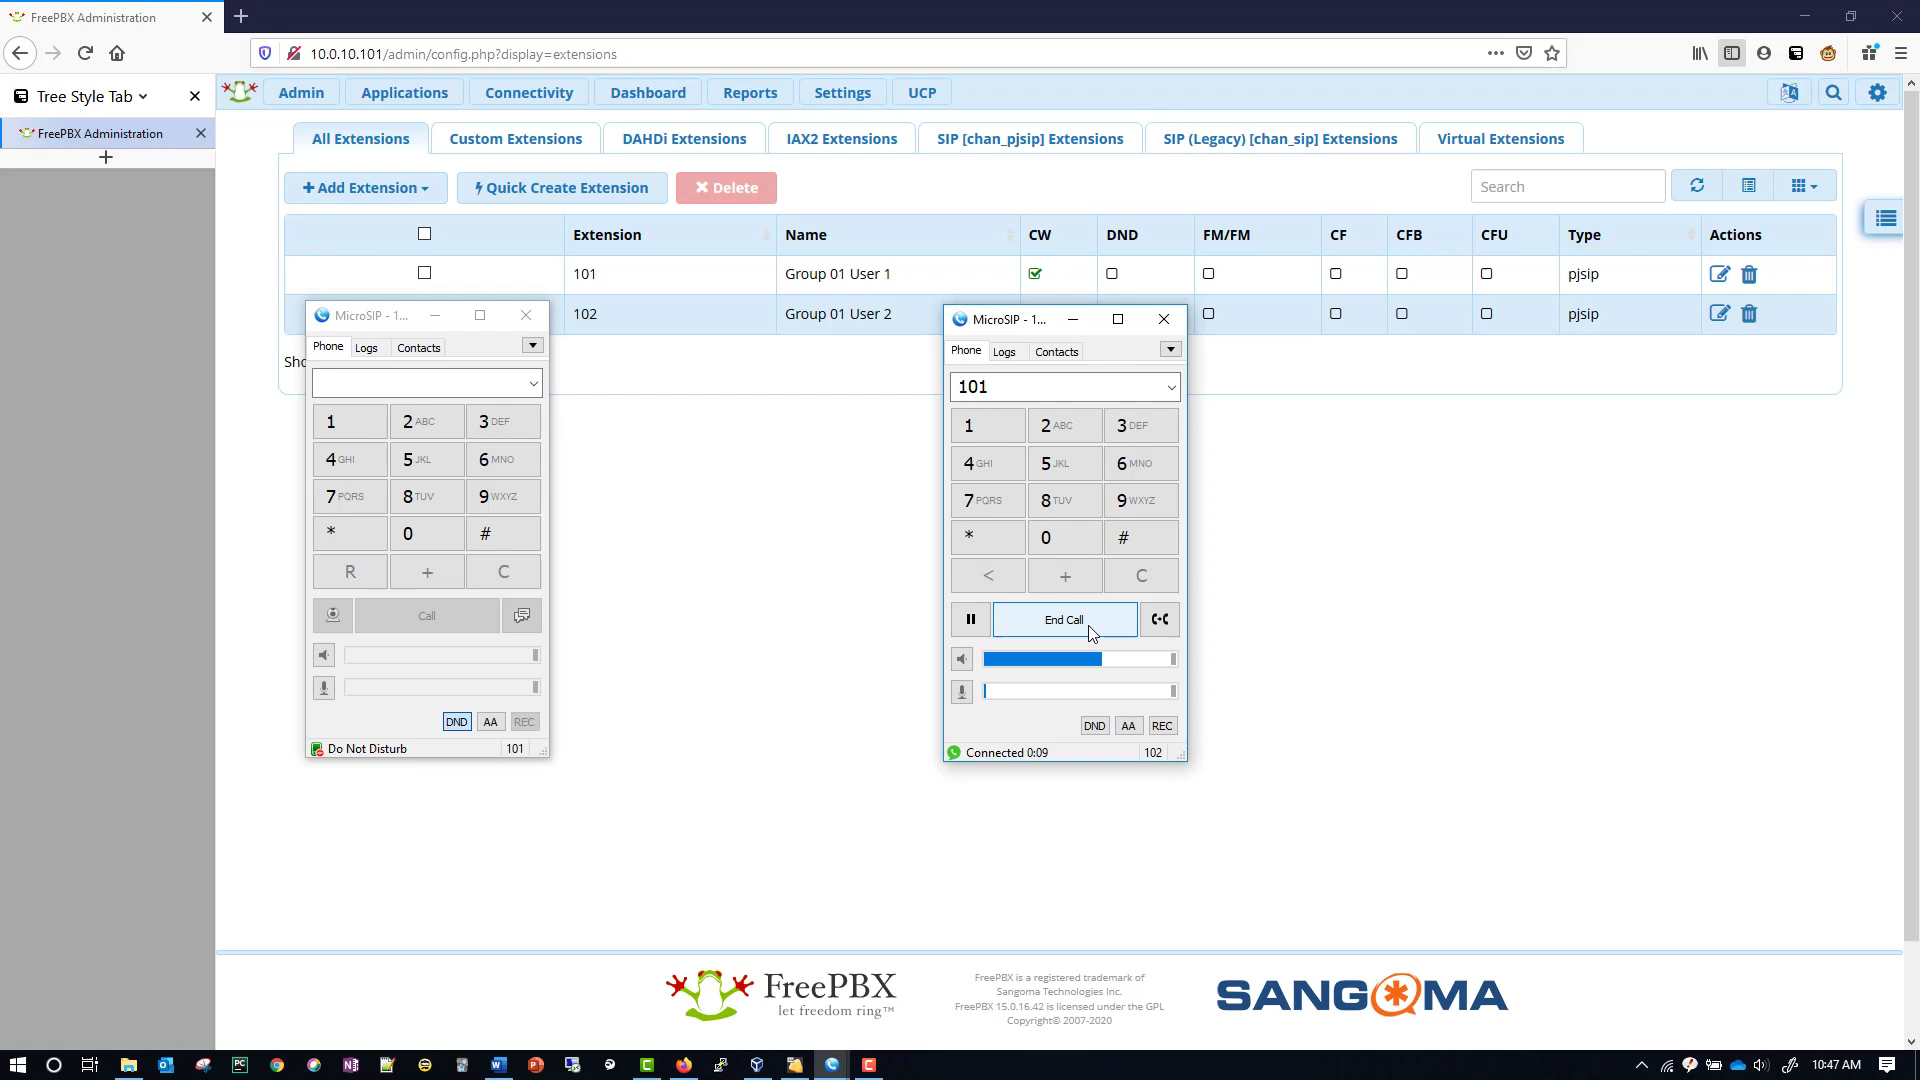 FreePBX Administration
10.0.10.101/admin/config.php?display=extensions
Tree Style Tab
FreePBX Administration
Admin
Applications
Connectivity
Dashboard
Reports
Settings
UCP
All Extensions
Custom Extensions
DAHDi Extensions
IAX2 Extensions
SIP [chan_pjsip] Extensions
SIP (Legacy) [chan_sip] Extensions
Virtual Extensions
Add Extension
Quick Create Extension
Delete
Search
Extension Name CW DND FM/FM CF CFB CFU Type Actions
101 Group 01 User 1 pjsip
102 Group 01 User 2 pjsip
Sho
MicroSIP - 1...
Phone Logs Contacts
1 2 ABC 3 DEF
4 GHI 5 JKL 6 MNO
7 PQRS 8 TUV 9 WXYZ
* 0 #
R + C
Call
DND AA REC
Do Not Disturb 101
MicroSIP - 1...
Phone Logs Contacts
101
1 2 ABC 3 DEF
4 GHI 5 JKL 6 MNO
7 PQRS 8 TUV 9 WXYZ
* 0 #
< + C
End Call
DND AA REC
Connected 0:09 102
FreePBX
let freedom ring™
FreePBX is a registered trademark of
Sangoma Technologies Inc.
FreePBX 15.0.16.42 is licensed under the GPL
Copyright© 2007-2020
SANGOMA
10:47 AM